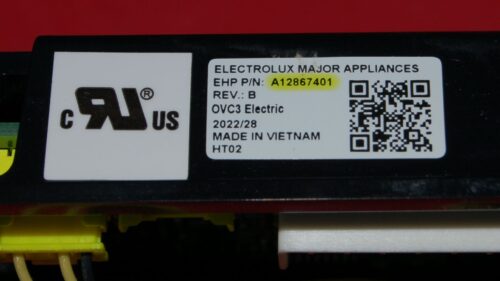 ELECTROLUX MAJOR APPLIANCES
EHP P/N: A12867401
REV.: B
OVC3 Electric
2022/28
MADE IN VIETNAM
HT02
C RU ® US